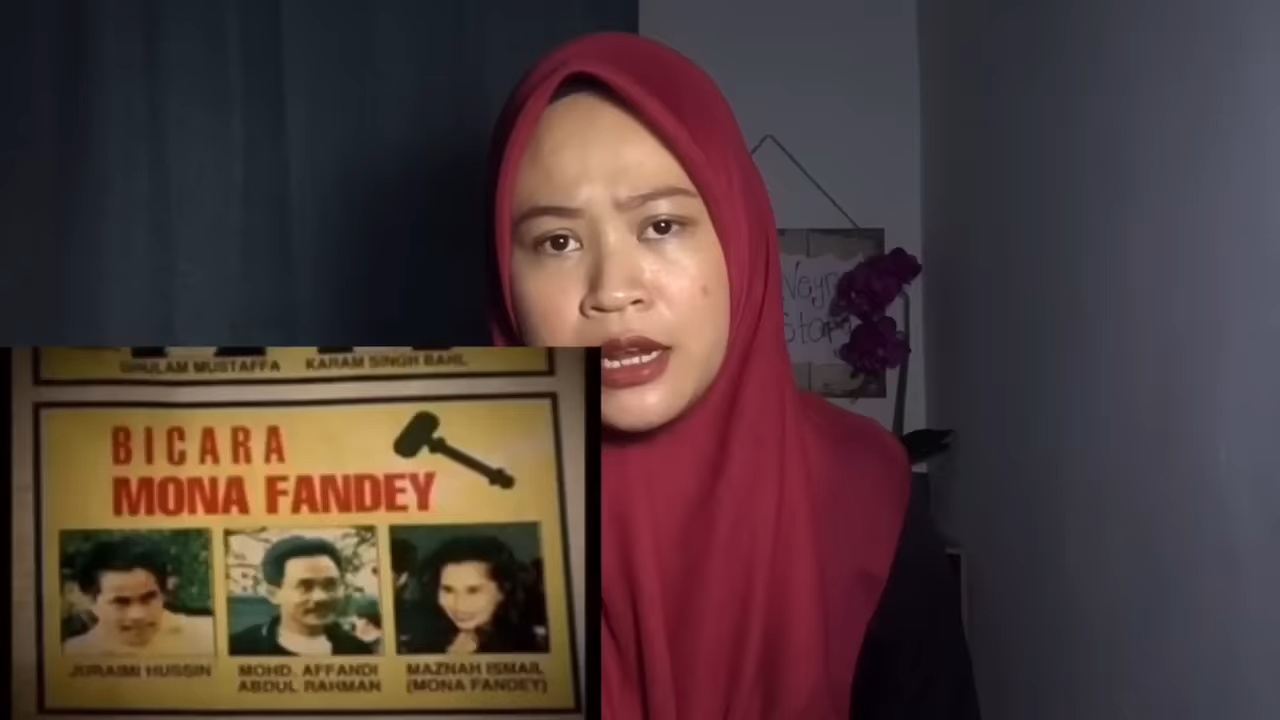 GHULAM MUSTAFFA KARAM SINGH BAHL
BICARA
MONA FANDEY
JURAIMI HUSSIN
MOHD. AFFANDI
ABDUL RAHMAN
MAZNAH ISMAIL
(MONA FANDEY)